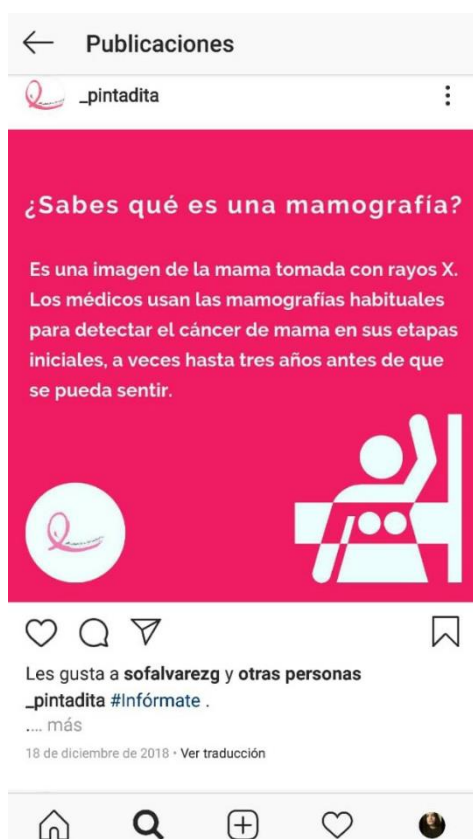 Publicaciones
_pintadita
¿Sabes qué es una mamografía?
Es una imagen de la mama tomada con rayos X.
Los médicos usan las mamografías habituales
para detectar el cáncer de mama en sus etapas
iniciales, a veces hasta tres años antes de que
se pueda sentir.
Les gusta a sofalvarezg y otras personas
_pintadita #Infórmate .
.... más
18 de diciembre de 2018 · Ver traducción